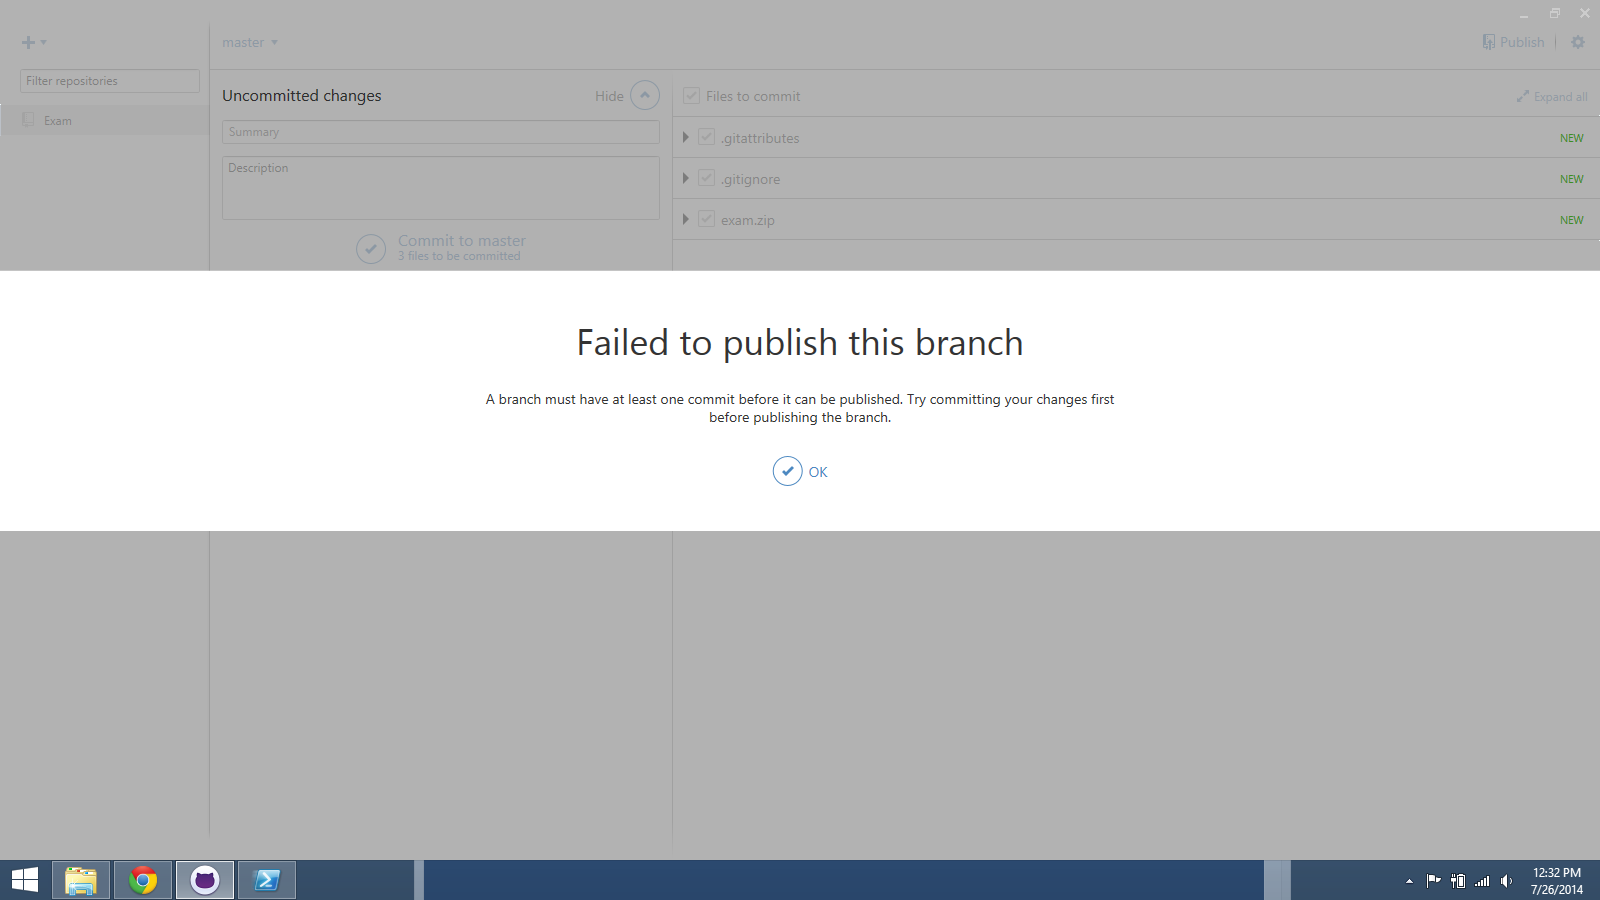 master
Publish
Filter repositories
Uncommitted changes
Hide
Files to commit
Expand all
Exam
Summary
.gitattributes
NEW
Description
.gitignore
NEW
exam.zip
NEW
Commit to master
3 files to be committed
Failed to publish this branch
A branch must have at least one commit before it can be published. Try committing your changes first
before publishing the branch.
OK
12:32 PM
7/26/2014